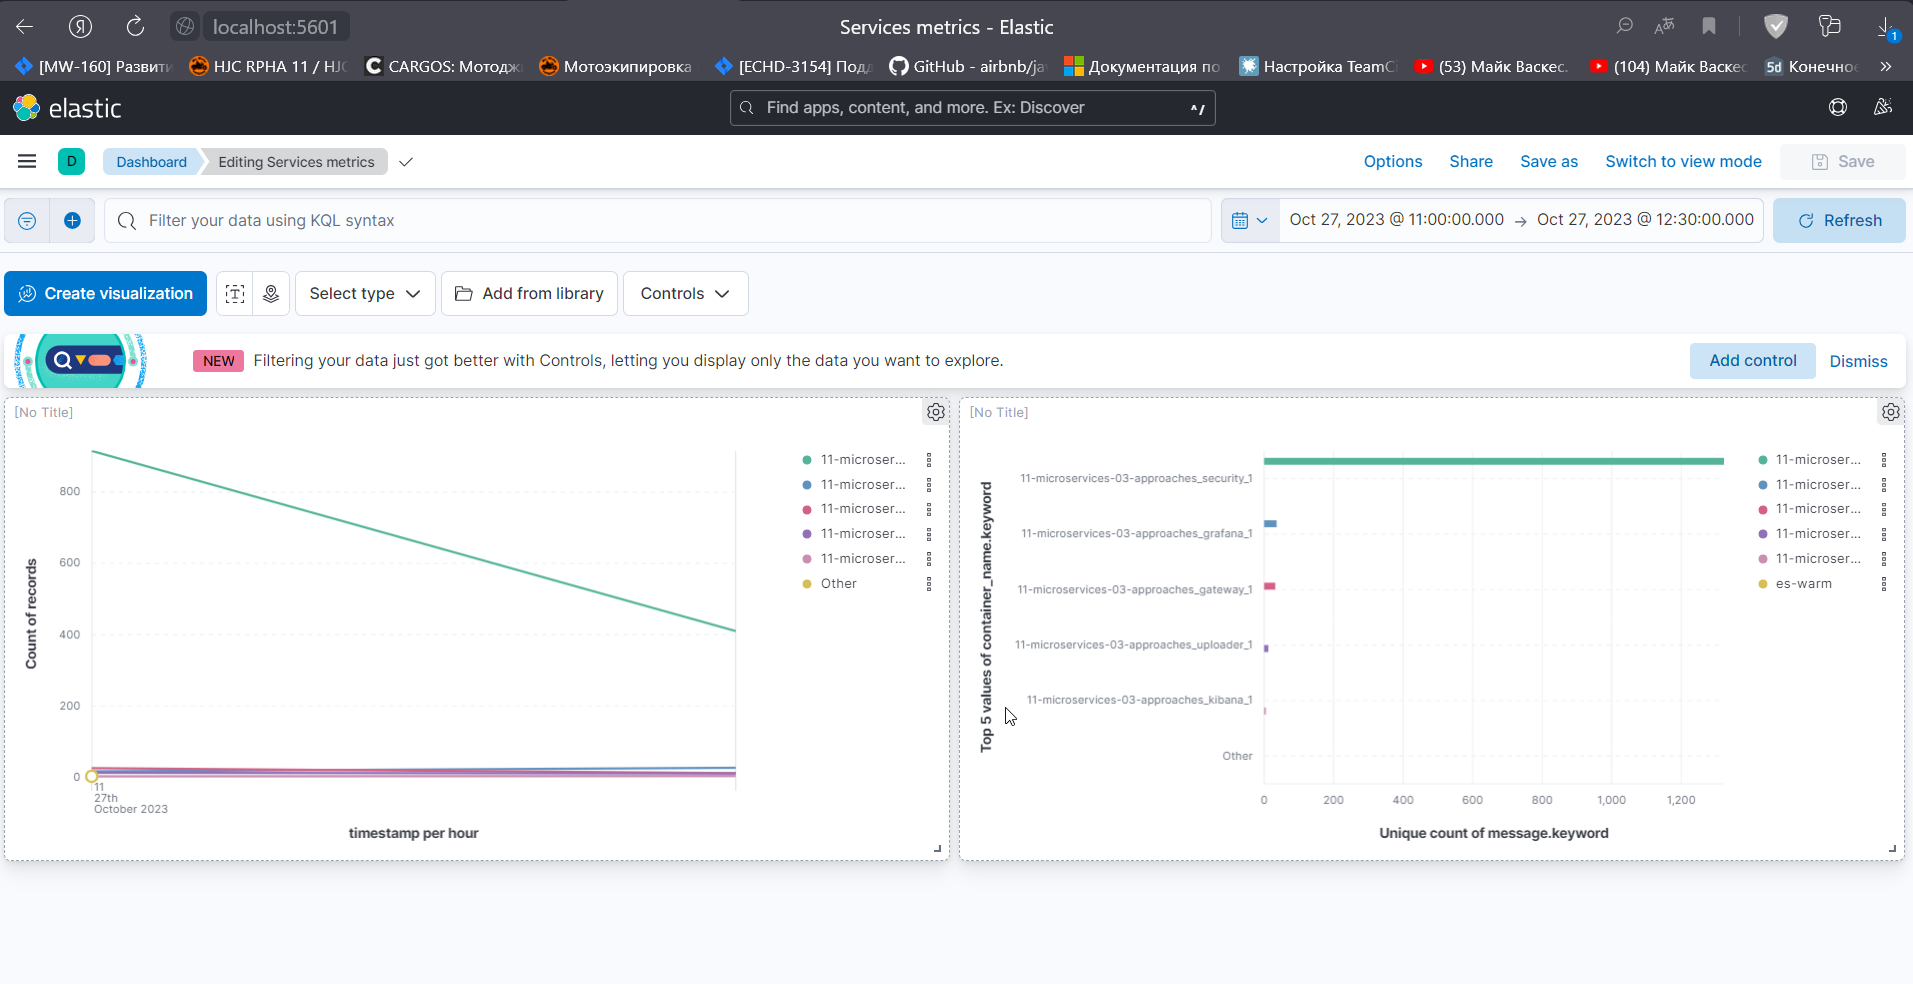 Я localhost:5601 Services metrics - Elastic 1
[MW-160] Развити HJC RPHA 11 / HJC CARGOS: Мотодж Мотоэкипировка [ECHD-3154] Под GitHub - airbnb/ja Документация по Настройка TeamCi (53) Майк Васкес. (104) Майк Васкес 5d Конечное »
elastic Find apps, content, and more. Ex: Discover ^/
D Dashboard Editing Services metrics Options Share Save as Switch to view mode Save
Filter your data using KQL syntax Oct 27, 2023 @ 11:00:00.000 → Oct 27, 2023 @ 12:30:00.000 Refresh
Create visualization Select type Add from library Controls
NEW Filtering your data just got better with Controls, letting you display only the data you want to explore. Add control Dismiss
[No Title]
Count of records
800
600
400
200
0
11
27th
October 2023
timestamp per hour
11-microser...
11-microser...
11-microser...
11-microser...
11-microser...
Other
[No Title]
Top 5 values of container_name.keyword
11-microservices-03-approaches_security_1
11-microservices-03-approaches_grafana_1
11-microservices-03-approaches_gateway_1
11-microservices-03-approaches_uploader_1
11-microservices-03-approaches_kibana_1
Other
0 200 400 600 800 1,000 1,200
Unique count of message.keyword
11-microser...
11-microser...
11-microser...
11-microser...
11-microser...
es-warm